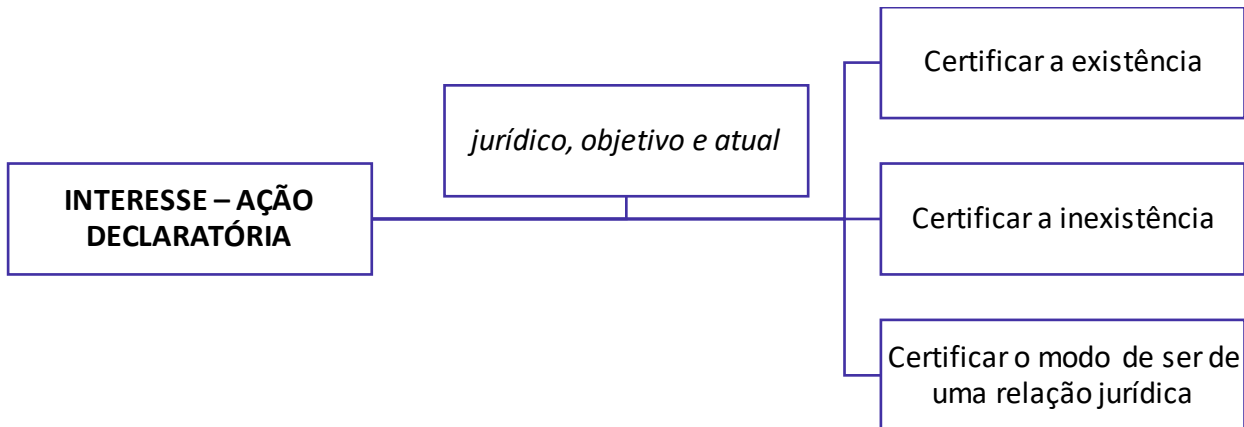 INTERESSE – AÇÃO
DECLARATÓRIA
jurídico, objetivo e atual
Certificar a existência
Certificar a inexistência
Certificar o modo de ser de
uma relação jurídica